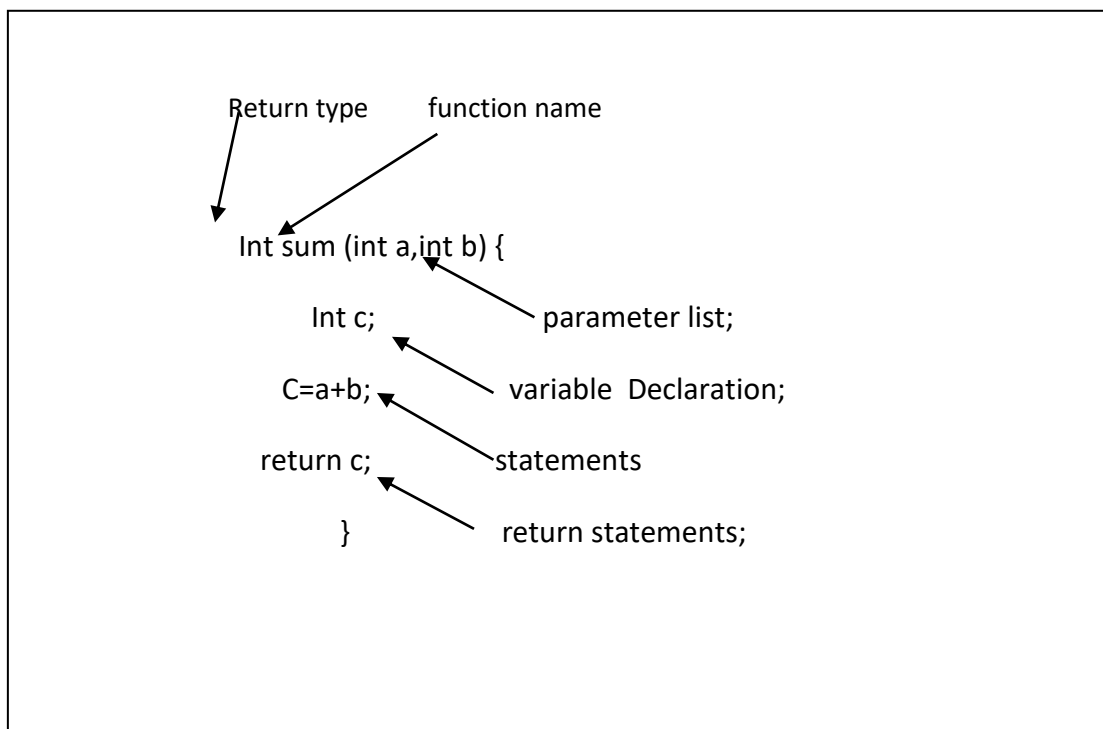 Return type function name
Int sum (int a,int b) {
Int c; parameter list;
C=a+b; variable Declaration;
return c; statements
} return statements;